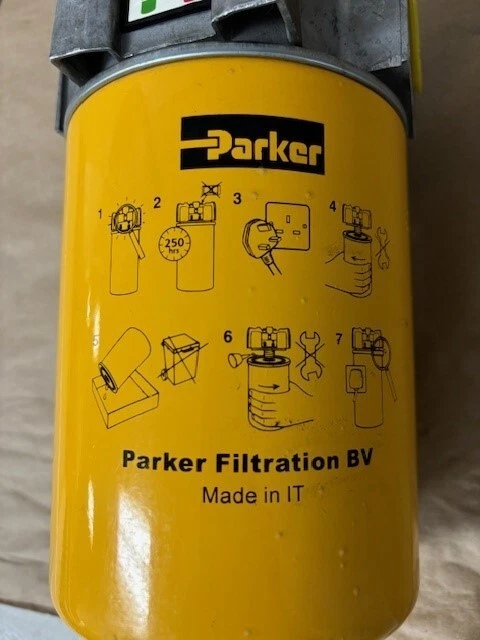 Parker
1 2 3 4
250
hrs
5 6 7
Parker Filtration BV
Made in IT